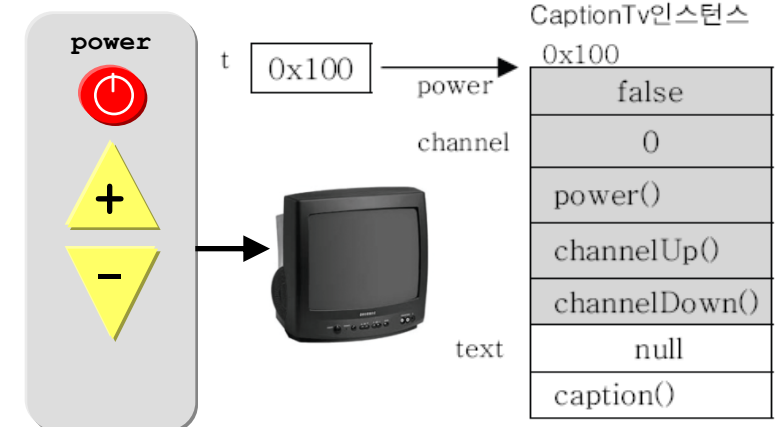 power
+
-
t
0x100
CaptionTv인스턴스
0x100
power
false
channel
0
power()
channelUp()
channelDown()
text
null
caption()